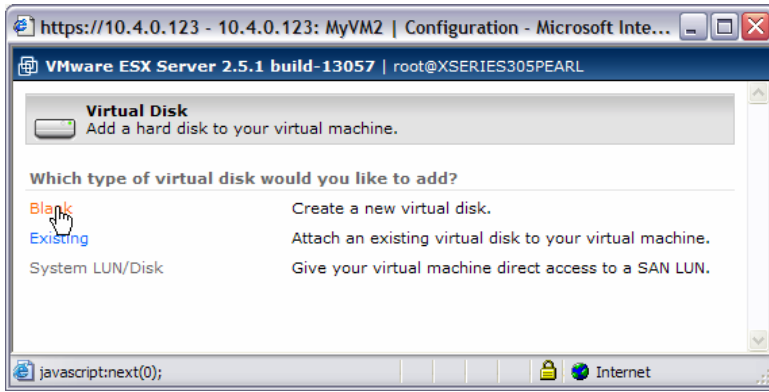 https://10.4.0.123 - 10.4.0.123: MyVM2 | Configuration - Microsoft Inte...
VMware ESX Server 2.5.1 build-13057 | root@XSERIES305PEARL
Virtual Disk
Add a hard disk to your virtual machine.
Which type of virtual disk would you like to add?
Blank Create a new virtual disk.
Existing Attach an existing virtual disk to your virtual machine.
System LUN/Disk Give your virtual machine direct access to a SAN LUN.
javascript:next(0); Internet